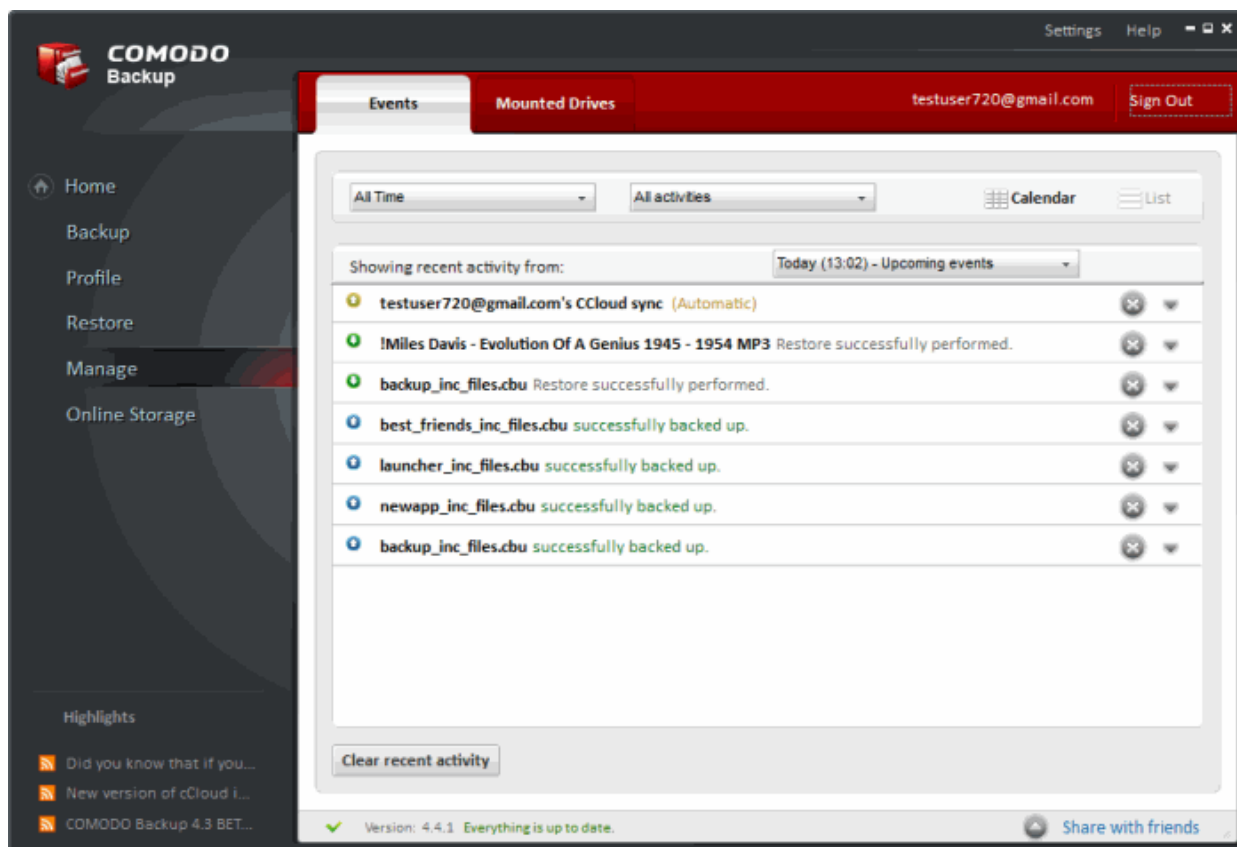 Settings Help
COMODO
Backup
Events Mounted Drives testuser720@gmail.com Sign Out
Home
Backup
Profile
Restore
Manage
Online Storage
All Time All activities Calendar List
Showing recent activity from: Today (13:02) - Upcoming events
testuser720@gmail.com's CCloud sync (Automatic)
!Miles Davis - Evolution Of A Genius 1945 - 1954 MP3 Restore successfully performed.
backup_inc_files.cbu Restore successfully performed.
best_friends_inc_files.cbu successfully backed up.
launcher_inc_files.cbu successfully backed up.
newapp_inc_files.cbu successfully backed up.
backup_inc_files.cbu successfully backed up.
Highlights
Did you know that if you...
New version of cCloud i...
COMODO Backup 4.3 BET...
Clear recent activity
Version: 4.4.1 Everything is up to date.
Share with friends